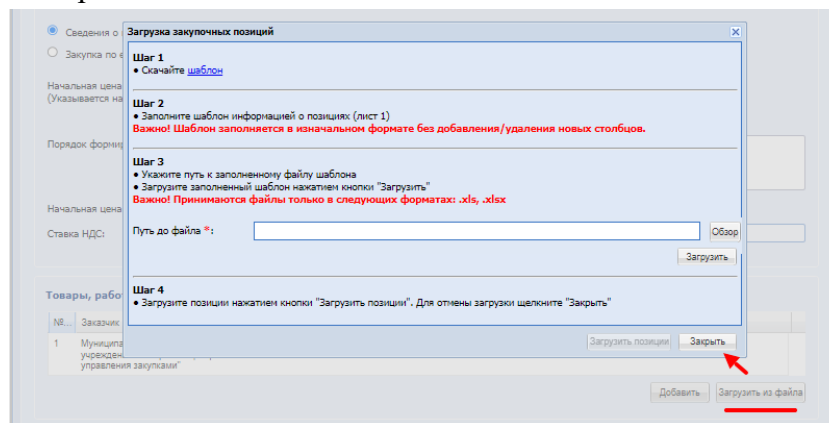 Сведения о
Загрузка закупочных позиций
Закупка по е
Шаг 1
• Скачайте шаблон
Начальная цена
(Указывается на
Шаг 2
• Заполните шаблон информацией о позициях (лист 1)
Важно! Шаблон заполняется в изначальном формате без добавления/удаления новых столбцов.
Порядок формир
Шаг 3
• Укажите путь к заполненному файлу шаблона
• Загрузите заполненный шаблон нажатием кнопки "Загрузить"
Важно! Принимаются файлы только в следующих форматах: .xls, .xlsx
Начальная цена
Ставка НДС:
Путь до файла *:
Обзор
Загрузить
Шаг 4
• Загрузите позиции нажатием кнопки "Загрузить позиции". Для отмены загрузки щелкните "Закрыть"
Товары, рабо
№... Заказчик
1 Муниципа
учрежден
управления закупками"
Загрузить позиции Закрыть
Добавить Загрузить из файла